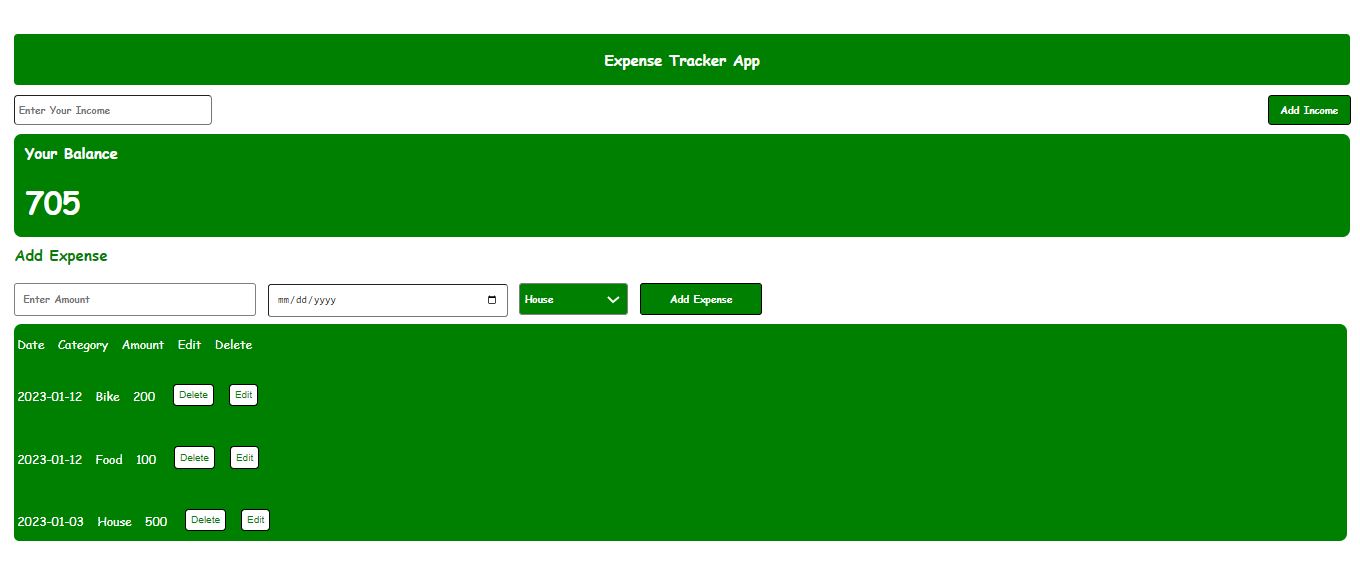 Expense Tracker App
Enter Your Income
Add Income
Your Balance
705
Add Expense
Enter Amount
mm/dd/yyyy
House
Add Expense
Date Category Amount Edit Delete
2023-01-12 Bike 200 Delete Edit
2023-01-12 Food 100 Delete Edit
2023-01-03 House 500 Delete Edit